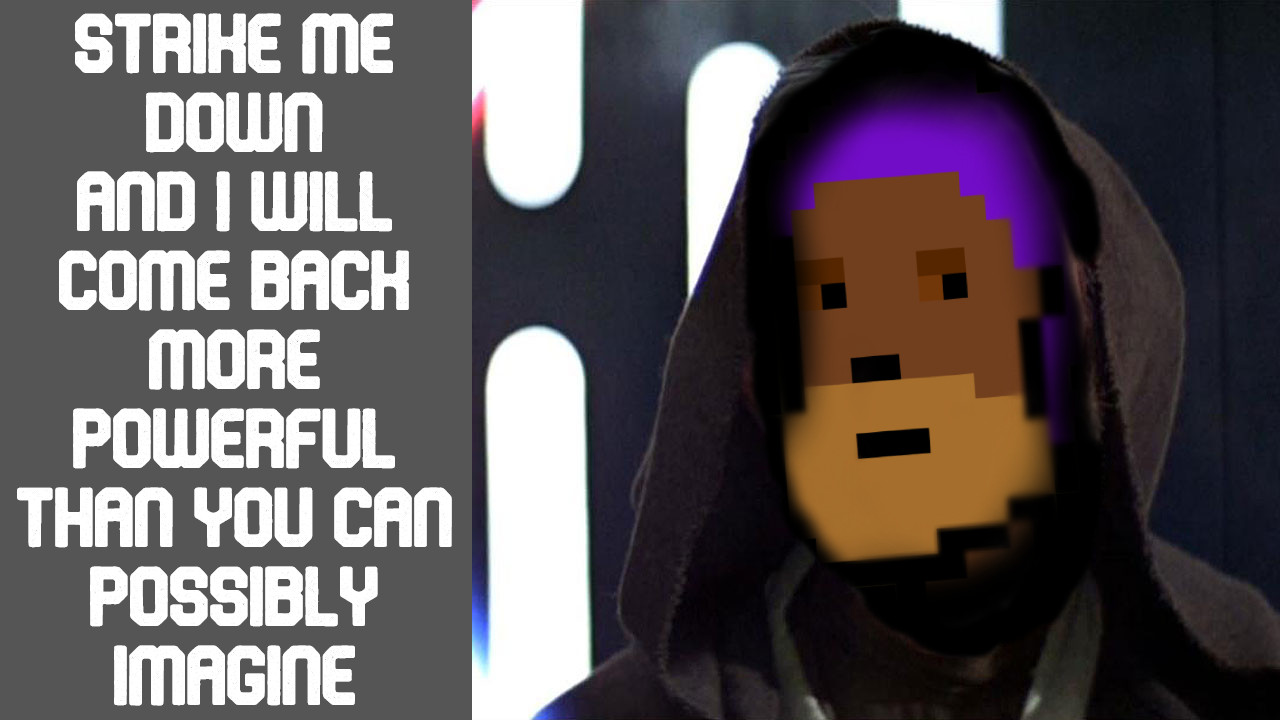 STRIKE ME
DOWN
AND I WILL
COME BACK
MORE
POWERFUL
THAN YOU CAN
POSSIBLY
IMAGINE